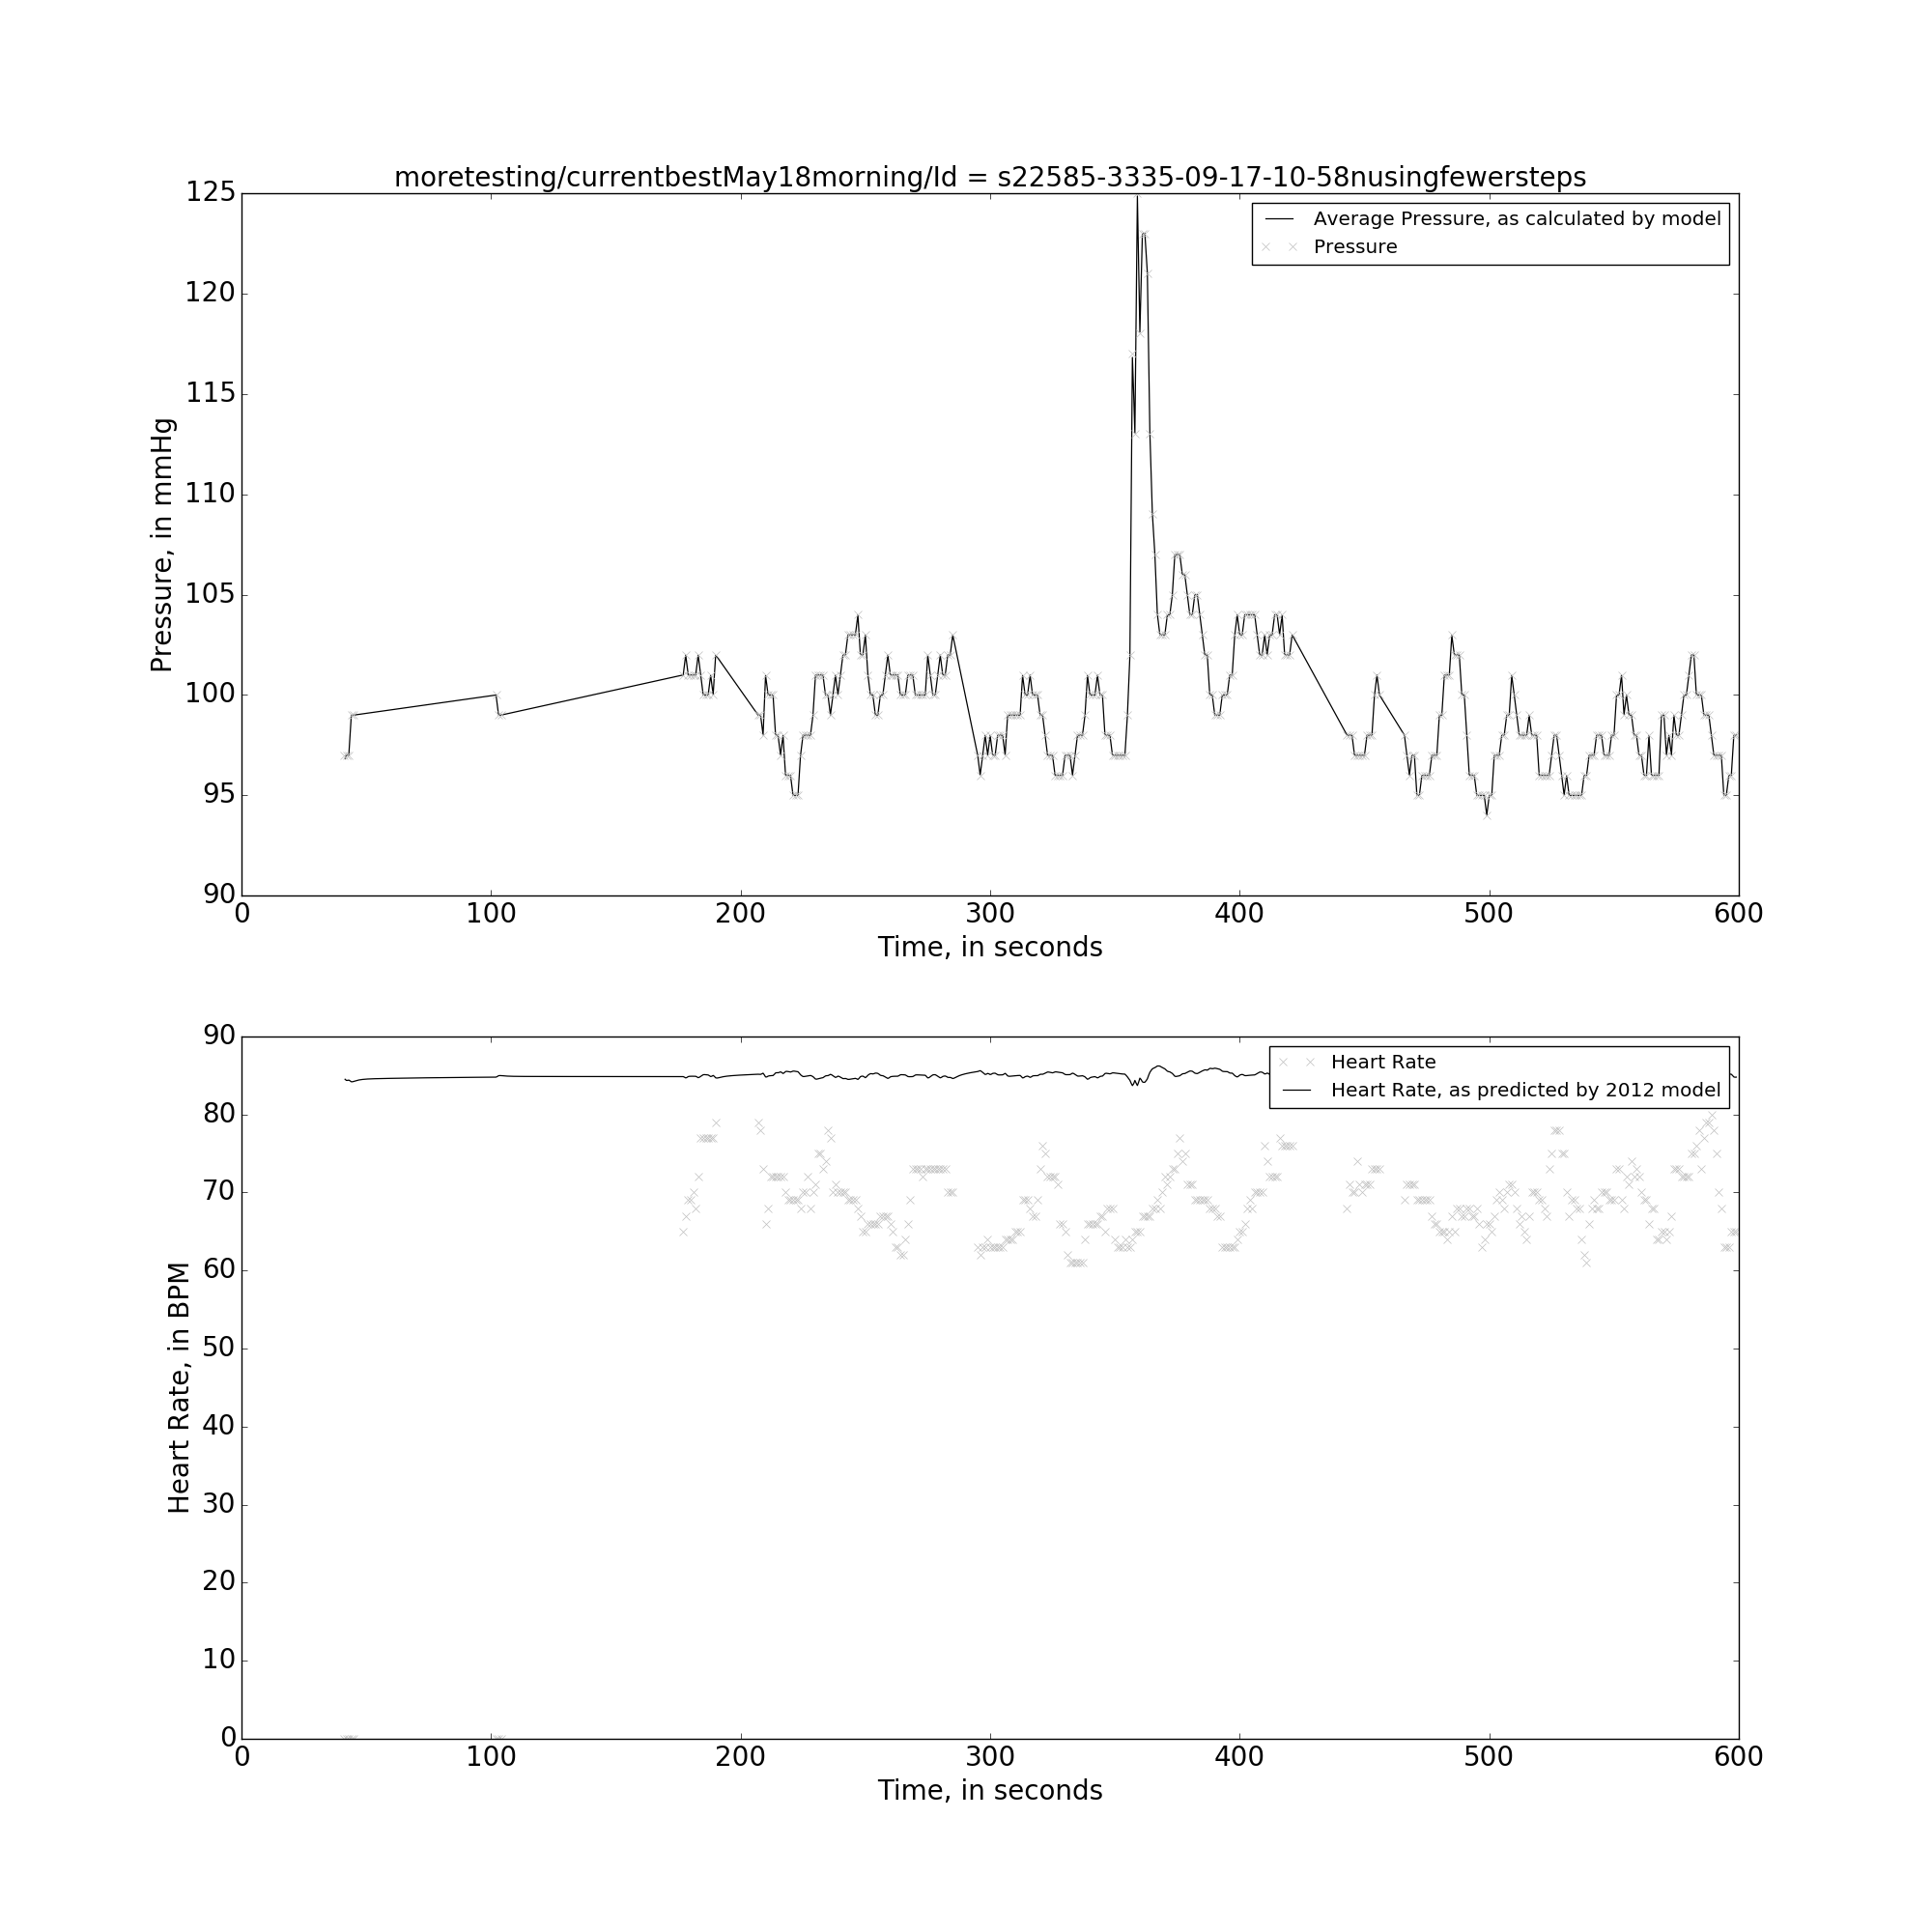 moretesting/currentbestMay18morning/Id = s22585-3335-09-17-10-58nusingfewersteps
125
120
115
110
105
100
95
90
Pressure, in mmHg
Average Pressure, as calculated by model
Pressure
0 100 200 300 400 500 600
Time, in seconds
90
80
70
60
50
40
30
20
10
0
Heart Rate, in BPM
Heart Rate
Heart Rate, as predicted by 2012 model
0 100 200 300 400 500 600
Time, in seconds